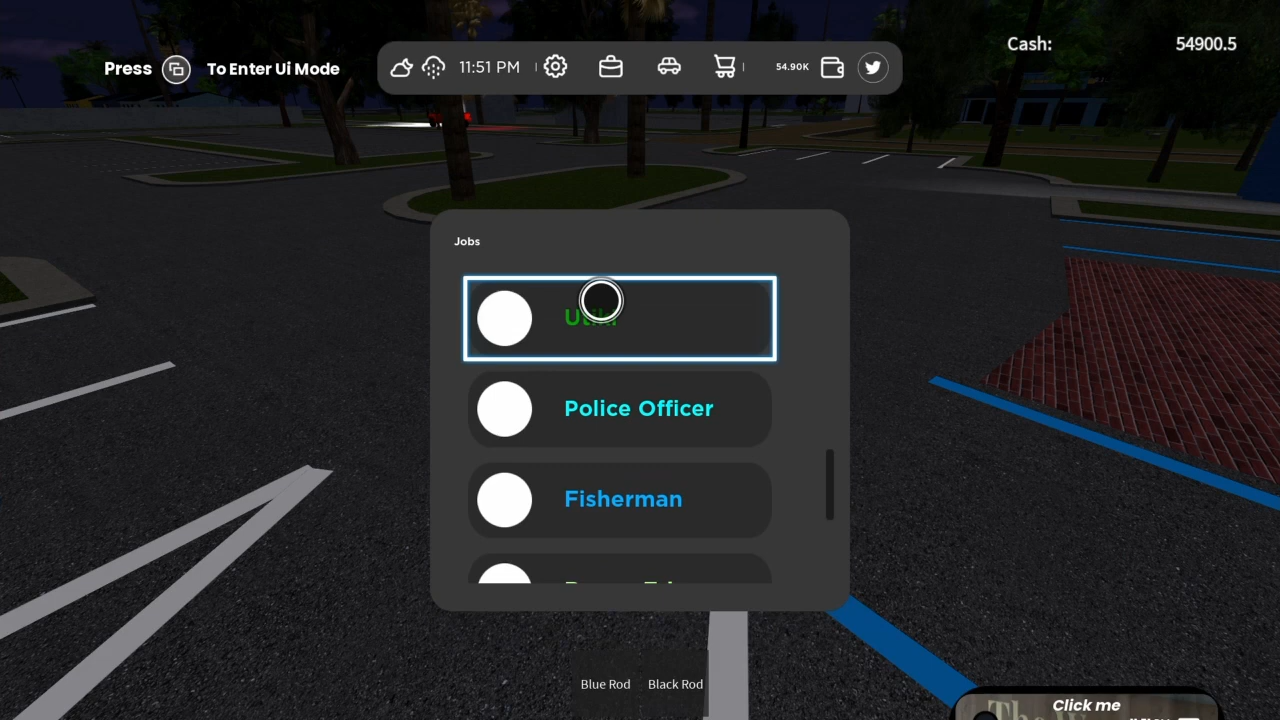 Press To Enter Ui Mode
11:51 PM
54.90K
Cash: 54900.5
Jobs
Police Officer
Fisherman
Blue Rod Black Rod
Click me